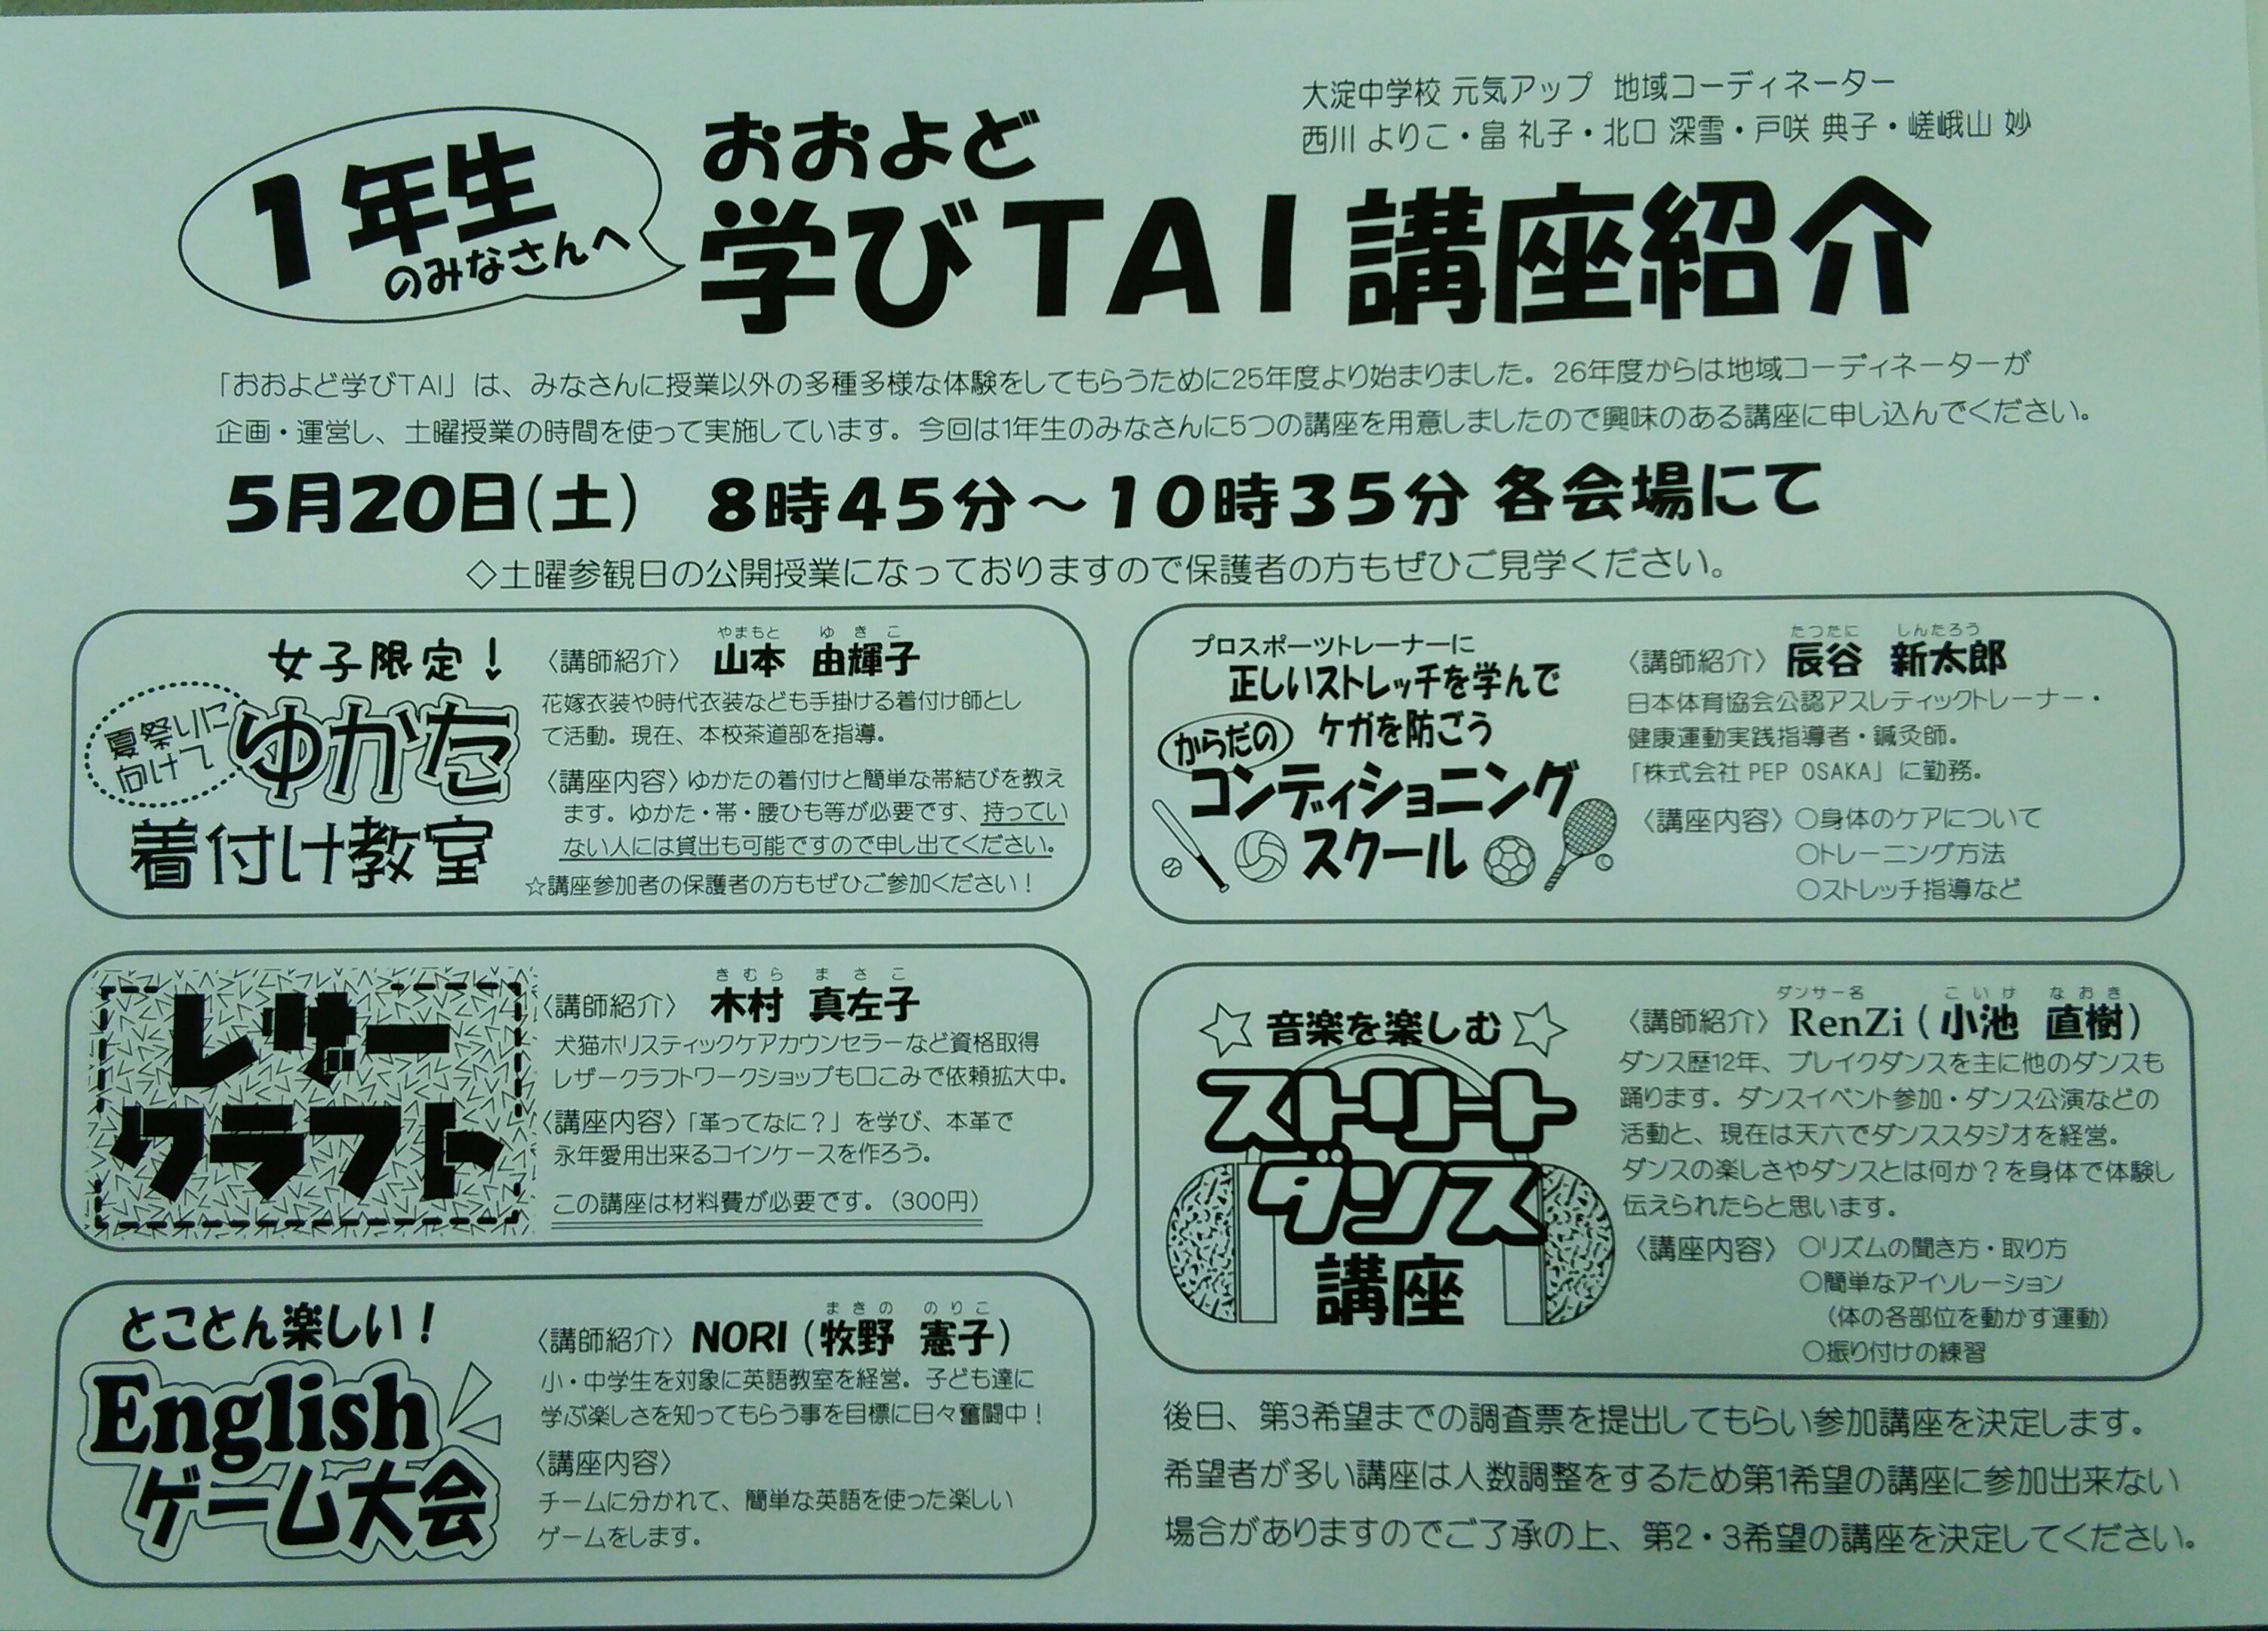 大淀中学校 元気アップ 地域コーディネーター
西川 よりこ・畠 礼子・北口 深雪・戸咲 典子・嵯峨山 妙
1年生
のみなさんへ
おおよど
学びTAI講座紹介
「おおよど学びTAI」は、みなさんに授業以外の多種多様な体験をしてもらうために25年度より始まりました。26年度からは地域コーディネーターが
企画・運営し、土曜授業の時間を使って実施しています。今回は1年生のみなさんに5つの講座を用意しましたので興味のある講座に申し込んでください。
5月20日(土) 8時45分～10時35分 各会場にて
◇土曜参観日の公開授業になっておりますので保護者の方もぜひご見学ください。
女子限定！
夏祭りに
向けて
ゆかた
着付け教室
やまもと ゆきこ
〈講師紹介〉 山本 由輝子
花嫁衣装や時代衣装なども手掛ける着付け師とし
て活動。現在、本校茶道部を指導。
〈講座内容〉ゆかたの着付けと簡単な帯結びを教え
ます。ゆかた・帯・腰ひも等が必要です、持ってい
ない人には貸出も可能ですので申し出てください。
☆講座参加者の保護者の方もぜひご参加ください！
レザー
クラフト
きむら まさこ
〈講師紹介〉 木村 真左子
犬猫ホリスティックケアカウンセラーなど資格取得
レザークラフトワークショップも口こみで依頼拡大中。
〈講座内容〉「革ってなに？」を学び、本革で
永年愛用出来るコインケースを作ろう。
この講座は材料費が必要です。（300円）
とことん楽しい！
English
ゲーム大会
まきの のりこ
〈講師紹介〉 NORI（牧野 憲子）
小・中学生を対象に英語教室を経営。子ども達に
学ぶ楽しさを知ってもらう事を目標に日々奮闘中！
〈講座内容〉
チームに分かれて、簡単な英語を使った楽しい
ゲームをします。
プロスポーツトレーナーに
正しいストレッチを学んで
ケガを防ごう
からだの
コンディショニング
スクール
たつたに しんたろう
〈講師紹介〉 辰谷 新太郎
日本体育協会公認アスレティックトレーナー・
健康運動実践指導者・鍼灸師。
「株式会社 PEP OSAKA」に勤務。
〈講座内容〉○身体のケアについて
○トレーニング方法
○ストレッチ指導など
☆音楽を楽しむ☆
ストリート
ダンス
講座
ダンサー名 こいけ なおき
〈講師紹介〉 RenZi（小池 直樹）
ダンス歴12年、ブレイクダンスを主に他のダンスも
踊ります。ダンスイベント参加・ダンス公演などの
活動と、現在は天六でダンススタジオを経営。
ダンスの楽しさやダンスとは何か？を身体で体験し
伝えられたらと思います。
〈講座内容〉 ○リズムの聞き方・取り方
○簡単なアイソレーション
（体の各部位を動かす運動）
○振り付けの練習
後日、第3希望までの調査票を提出してもらい参加講座を決定します。
希望者が多い講座は人数調整をするため第1希望の講座に参加出来ない
場合がありますのでご了承の上、第2・3希望の講座を決定してください。